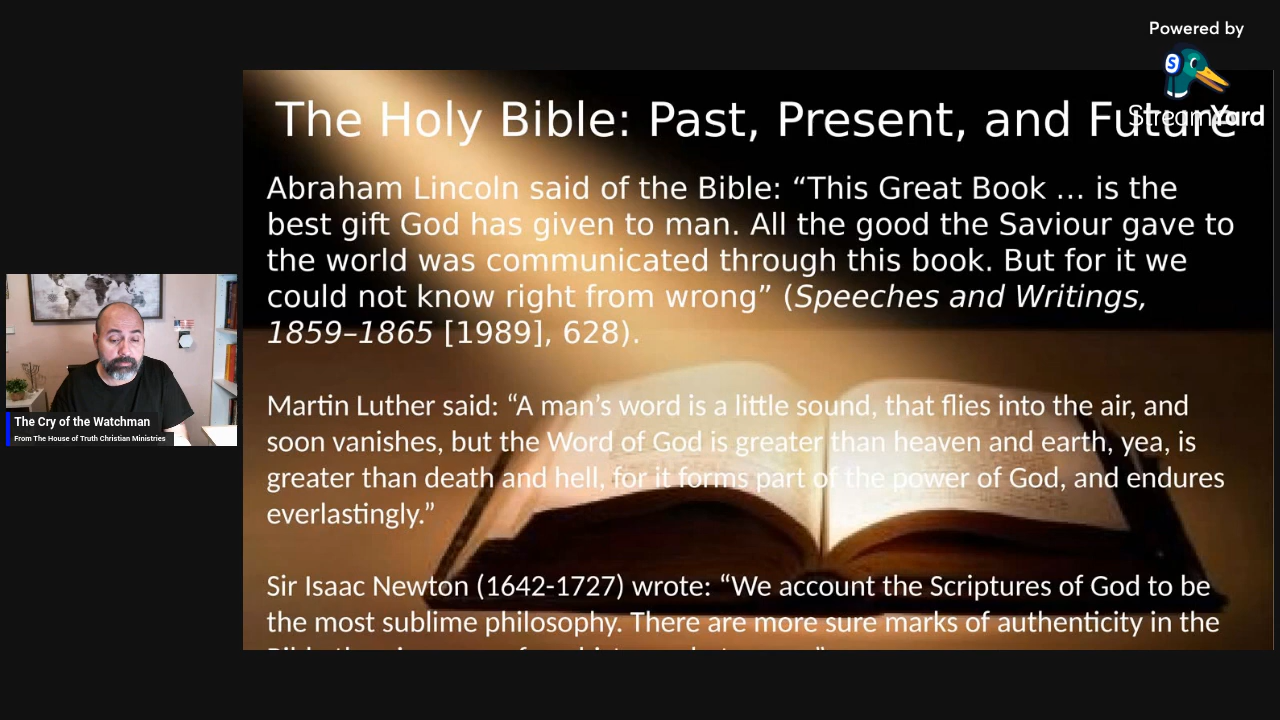 Powered by
StreamYard
The Holy Bible: Past, Present, and Future
Abraham Lincoln said of the Bible: “This Great Book … is the
best gift God has given to man. All the good the Saviour gave to
the world was communicated through this book. But for it we
could not know right from wrong” (Speeches and Writings,
1859–1865 [1989], 628).
Martin Luther said: “A man’s word is a little sound, that flies into the air, and
soon vanishes, but the Word of God is greater than heaven and earth, yea, is
greater than death and hell, for it forms part of the power of God, and endures
everlastingly.”
Sir Isaac Newton (1642-1727) wrote: “We account the Scriptures of God to be
the most sublime philosophy. There are more sure marks of authenticity in the
The Cry of the Watchman
From The House of Truth Christian Ministries